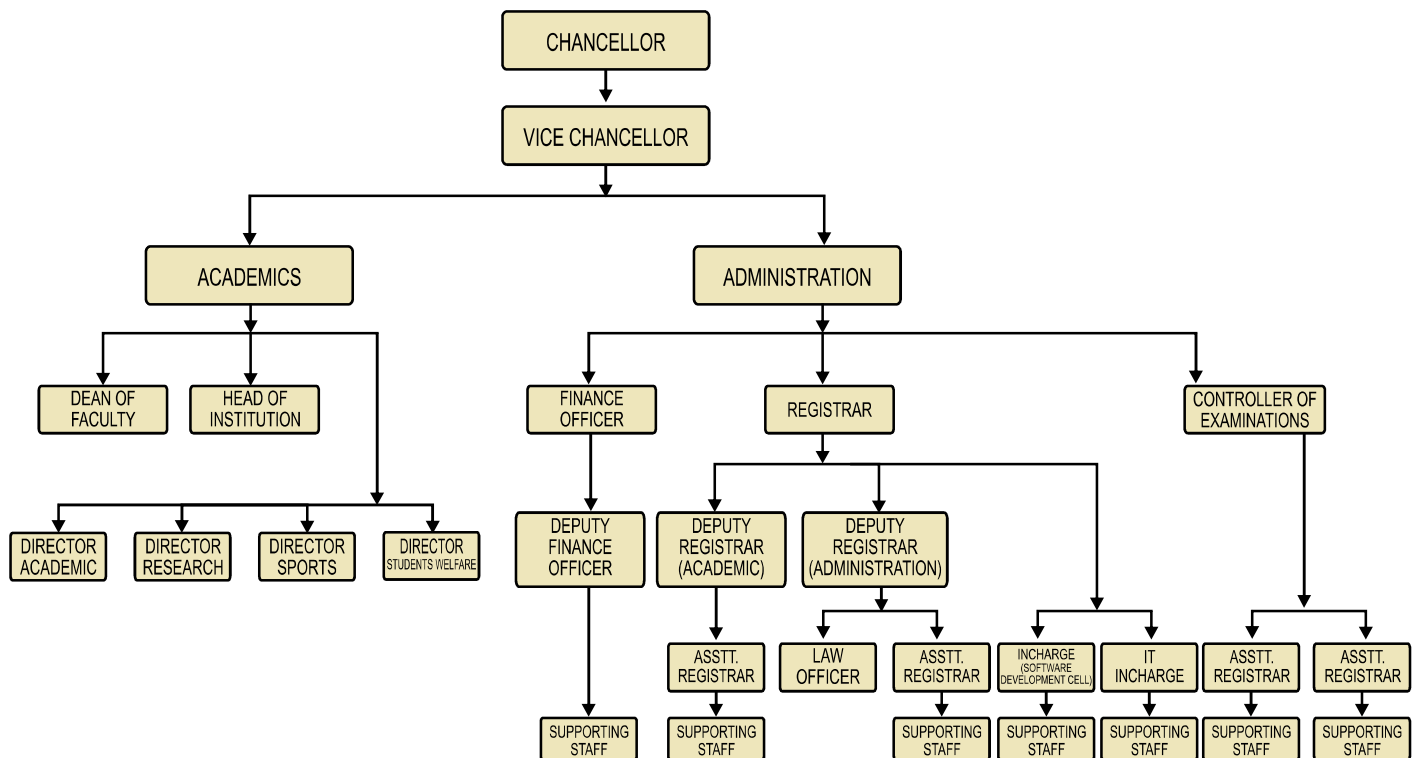 CHANCELLOR
VICE CHANCELLOR
ACADEMICS
ADMINISTRATION
DEAN OF
FACULTY
HEAD OF
INSTITUTION
FINANCE
OFFICER
REGISTRAR
CONTROLLER OF
EXAMINATIONS
DIRECTOR
ACADEMIC
DIRECTOR
RESEARCH
DIRECTOR
SPORTS
DIRECTOR
STUDENTS WELFARE
DEPUTY
FINANCE
OFFICER
DEPUTY
REGISTRAR
(ACADEMIC)
DEPUTY
REGISTRAR
(ADMINISTRATION)
ASSTT.
REGISTRAR
LAW
OFFICER
ASSTT.
REGISTRAR
INCHARGE
(SOFTWARE
DEVELOPMENT CELL)
IT
INCHARGE
ASSTT.
REGISTRAR
ASSTT.
REGISTRAR
SUPPORTING
STAFF
SUPPORTING
STAFF
SUPPORTING
STAFF
SUPPORTING
STAFF
SUPPORTING
STAFF
SUPPORTING
STAFF
SUPPORTING
STAFF